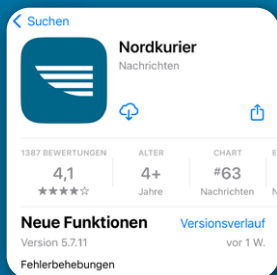 Suchen
Nordkurier
Nachrichten
1387 BEWERTUNGEN
4,1
ALTER
4+
Jahre
CHART
#63
Nachrichten
Neue Funktionen
Versionsverlauf
Version 5.7.11
vor 1 W.
Fehlerbehebungen